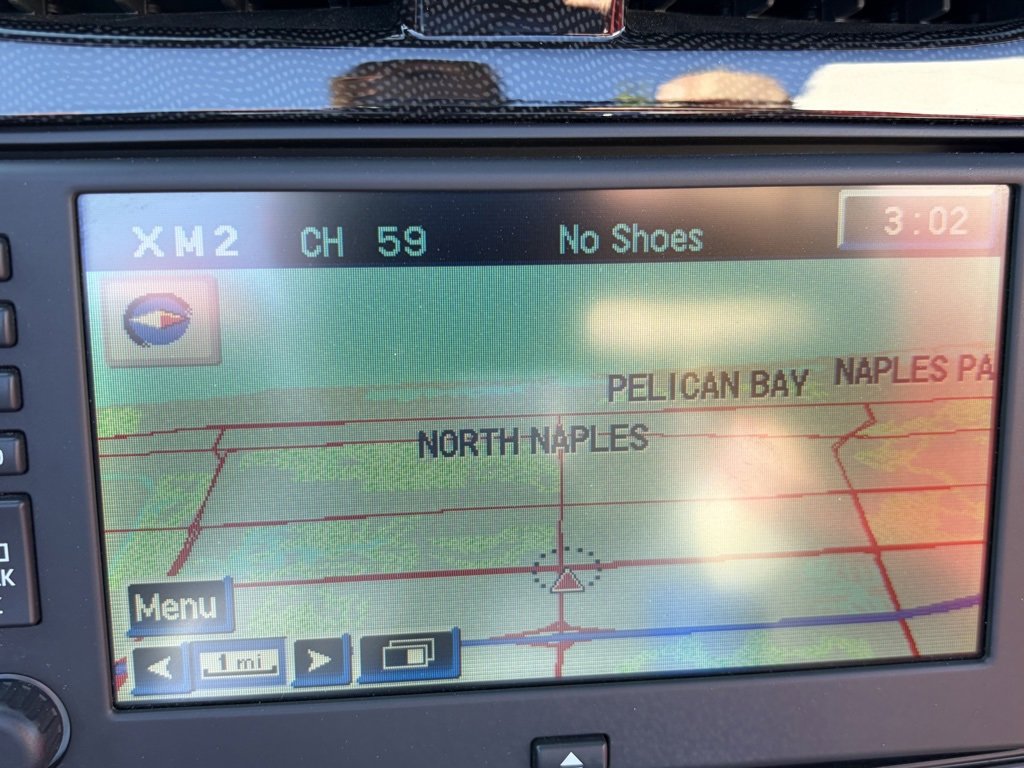 XM2 CH 59 No Shoes 3:02
PELICAN BAY NAPLES PA
NORTH NAPLES
Menu
1 mi